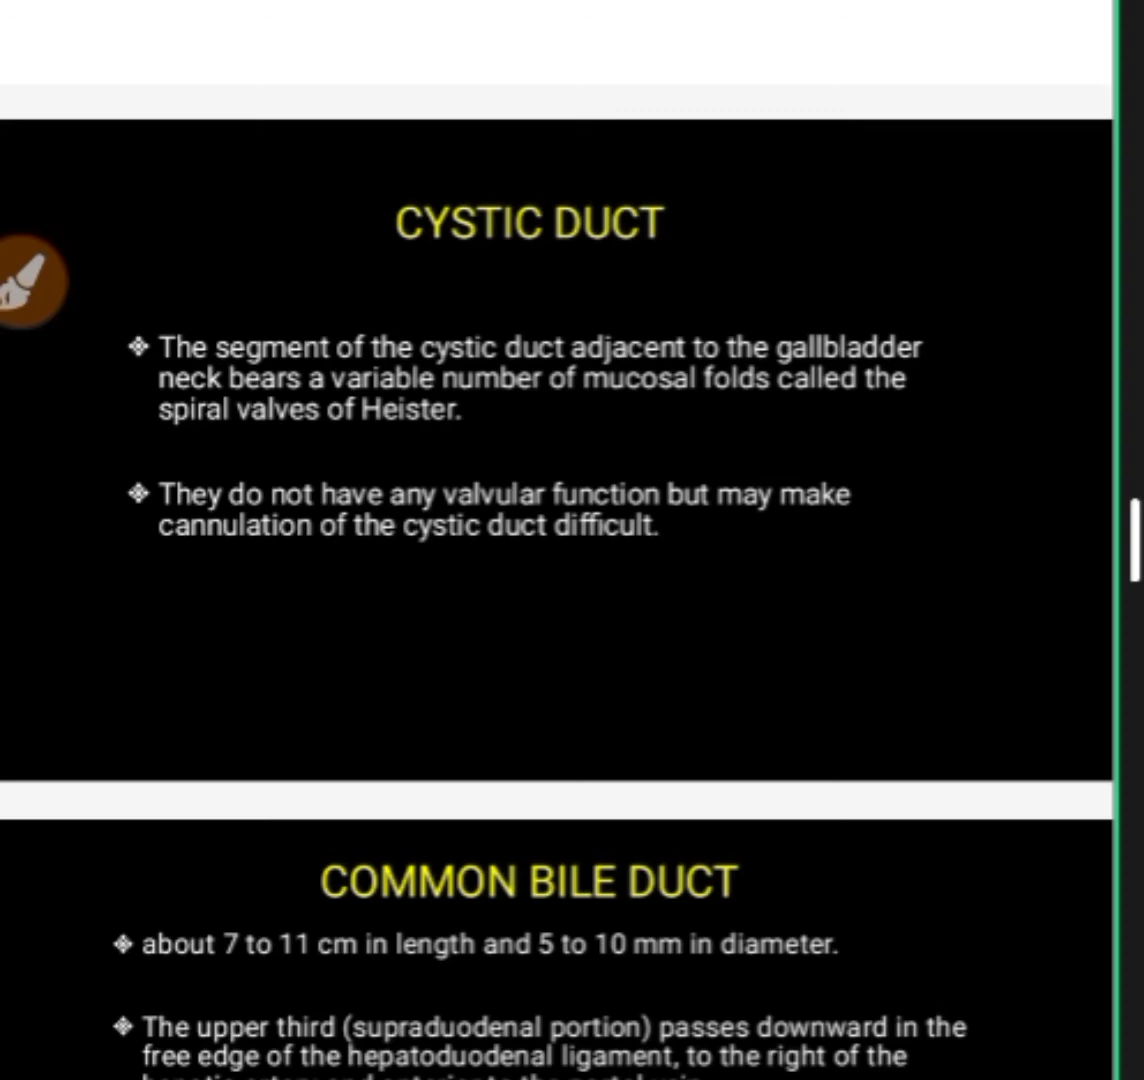 CYSTIC DUCT
❖ The segment of the cystic duct adjacent to the gallbladder
neck bears a variable number of mucosal folds called the
spiral valves of Heister.
❖ They do not have any valvular function but may make
cannulation of the cystic duct difficult.
COMMON BILE DUCT
❖ about 7 to 11 cm in length and 5 to 10 mm in diameter.
❖ The upper third (supraduodenal portion) passes downward in the
free edge of the hepatoduodenal ligament, to the right of the